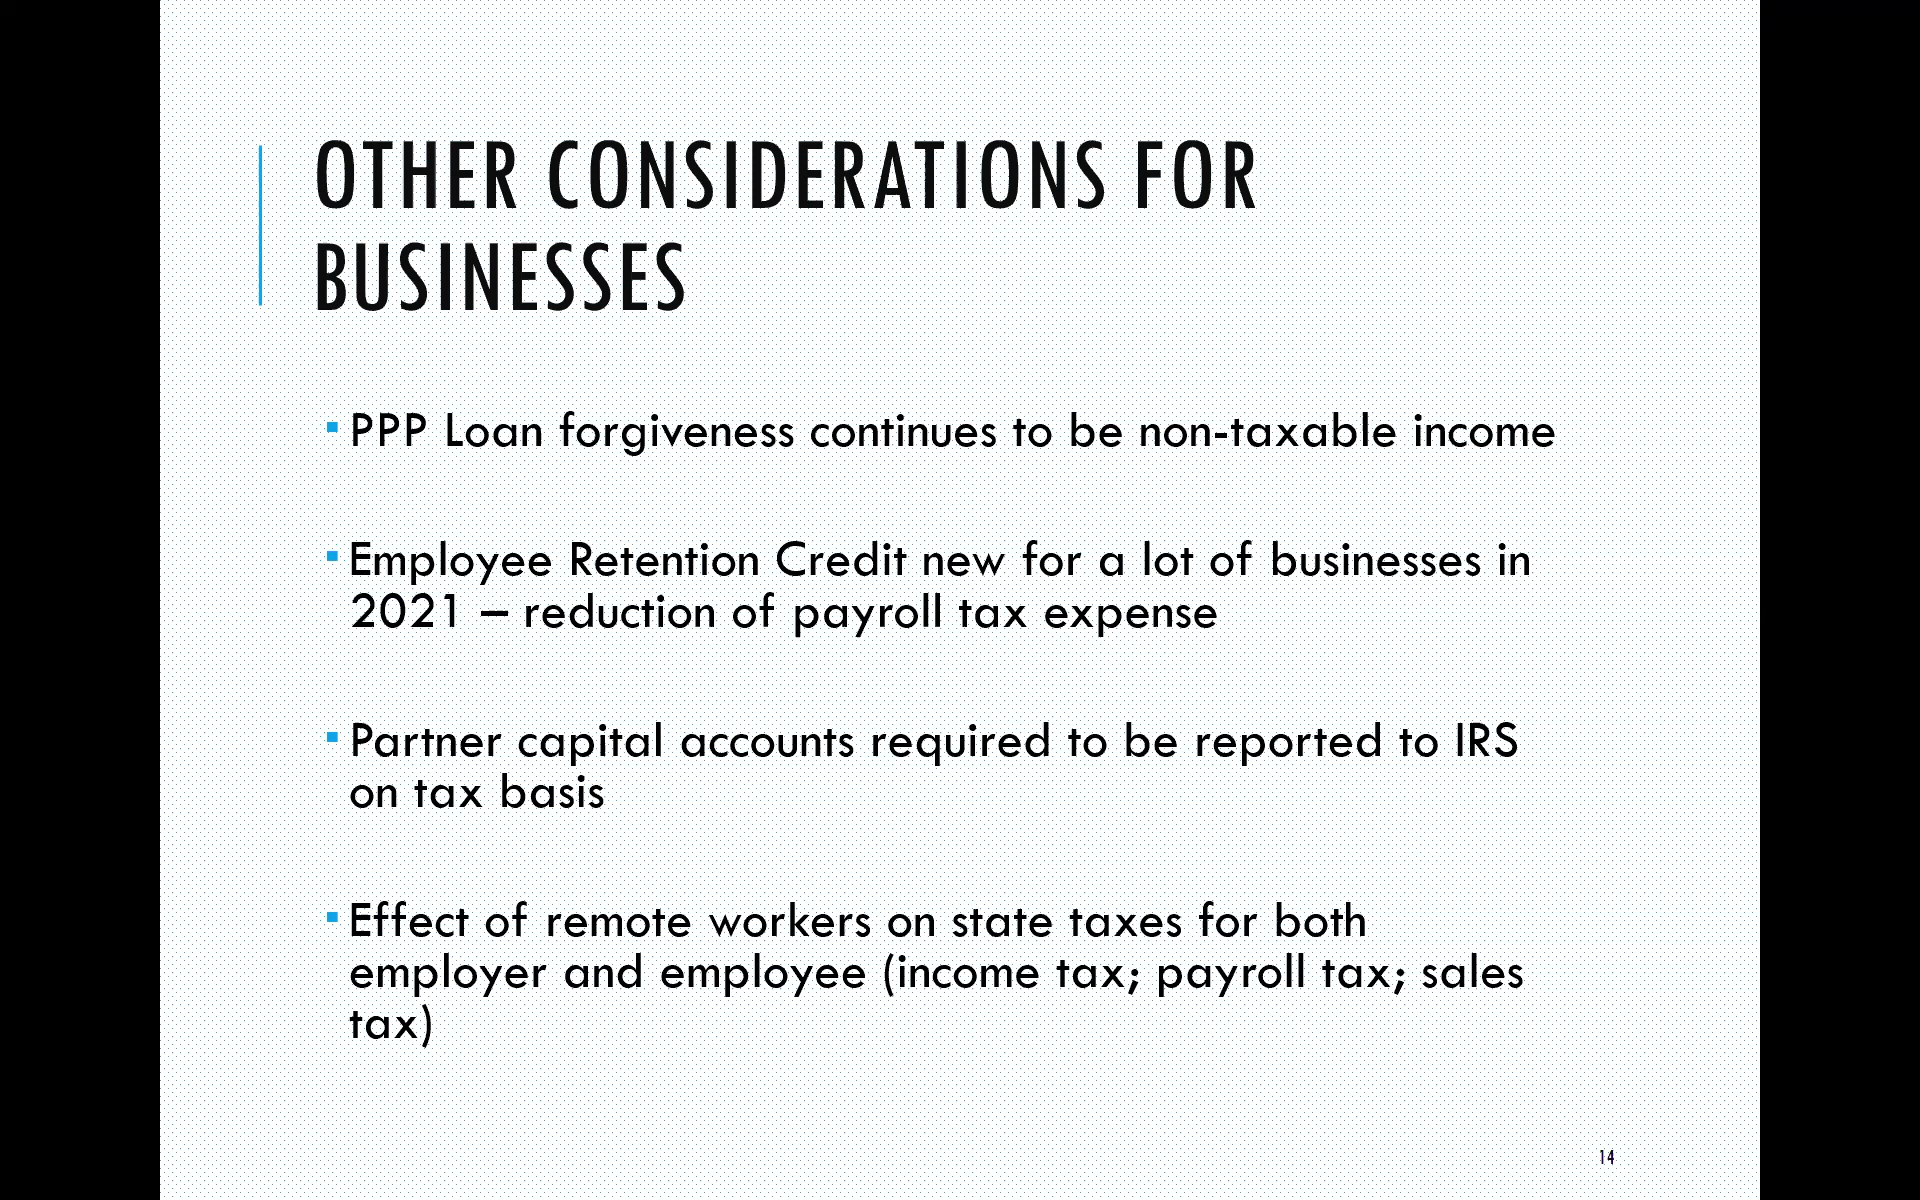 OTHER CONSIDERATIONS FOR
BUSINESSES
▪ PPP Loan forgiveness continues to be non-taxable income
▪ Employee Retention Credit new for a lot of businesses in
2021 – reduction of payroll tax expense
▪ Partner capital accounts required to be reported to IRS
on tax basis
▪ Effect of remote workers on state taxes for both
employer and employee (income tax; payroll tax; sales
tax)
14